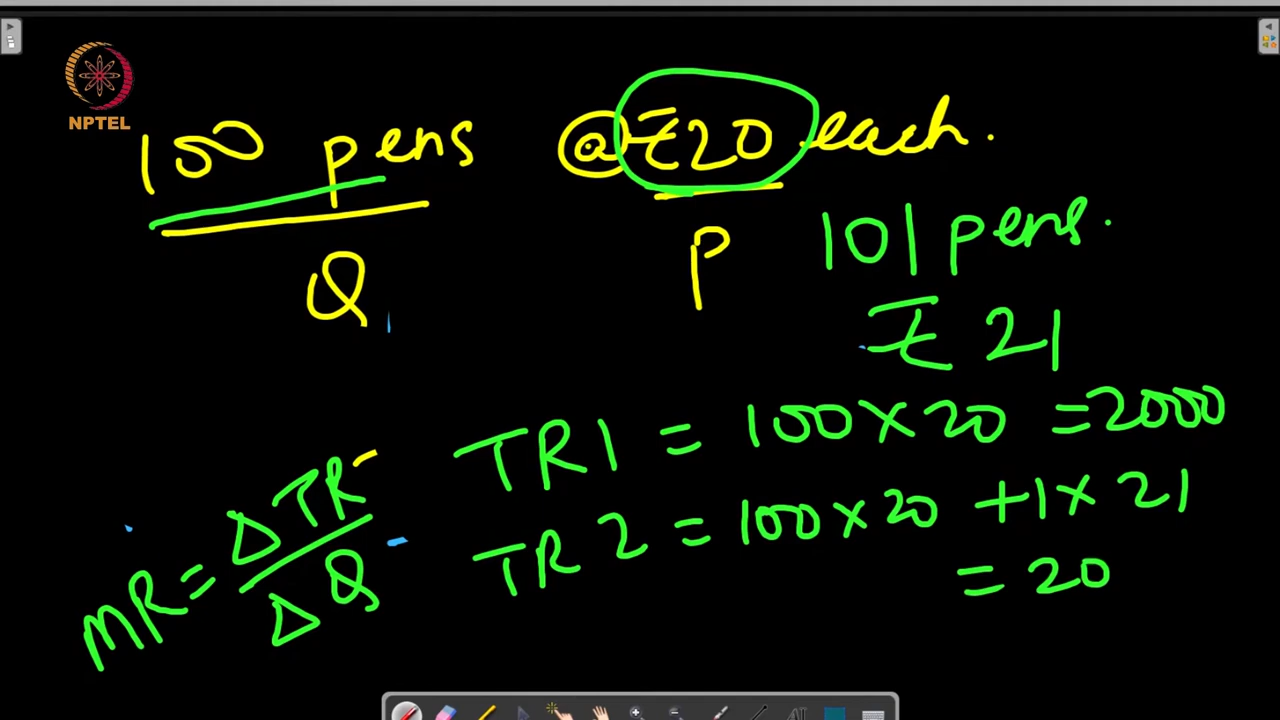 NPTEL
100 pens @ ₹20 each.
Q P
101 pens.
₹ 21
TR1 = 100 × 20 = 2000
TR2 = 100 × 20 + 1 × 21
= 20
MR = ΔTR / ΔQ